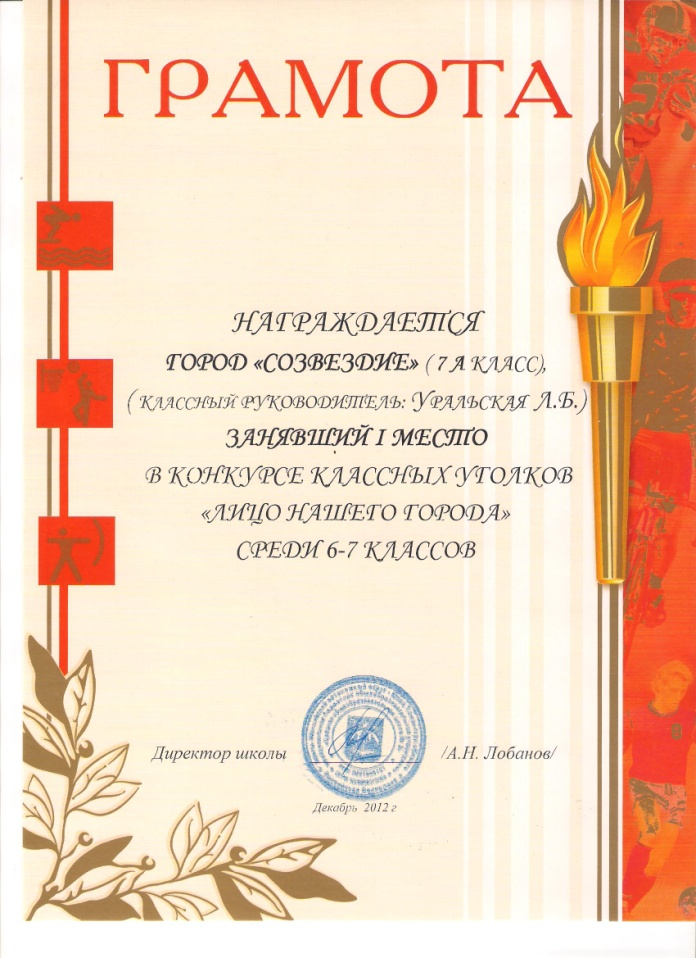 ГРАМОТА
НАГРАЖДАЕТСЯ
ГОРОД «СОЗВЕЗДИЕ» ( 7 А КЛАСС),
( КЛАССНЫЙ РУКОВОДИТЕЛЬ: УРАЛЬСКАЯ Л.Б.)
ЗАНЯВШИЙ I МЕСТО
В КОНКУРСЕ КЛАССНЫХ УГОЛКОВ
«ЛИЦО НАШЕГО ГОРОДА»
СРЕДИ 6-7 КЛАССОВ
Директор школы /А.Н. Лобанов/
Декабрь 2012 г